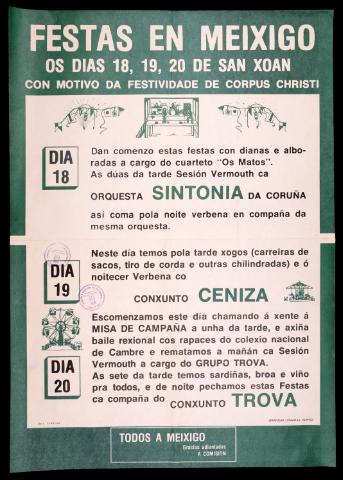 FESTAS EN MEIXIGO
OS DIAS 18, 19, 20 DE SAN XOAN
CON MOTIVO DA FESTIVIDADE DE CORPUS CHRISTI
DIA
18
Dan comenzo estas festas con dianas e albo-
radas a cargo do cuarteto "Os Matos".
As dúas da tarde Sesión Vermouth ca
ORQUESTA SINTONIA DA CORUÑA
así coma pola noite verbena en compaña da
mesma orquesta.
DIA
19
Neste día temos pola tarde xogos (carreiras de
sacos, tiro de corda e outras chilindradas) e ó
noitecer Verbena co
CONXUNTO CENIZA
DIA
20
Escomenzamos este día chamando á xente á
MISA DE CAMPAÑA a unha da tarde, e axiña
baile rexional cos rapaces do colexio nacional
de Cambre e rematamos a mañán ca Sesión
Vermouth a cargo do GRUPO TROVA.
As sete da tarde temos sardiñas, broa e viño
pra todos, e de noite pechamos estas Festas
ca compaña do CONXUNTO TROVA
TODOS A MEIXIGO
Gracias adiantadas
A COMISION